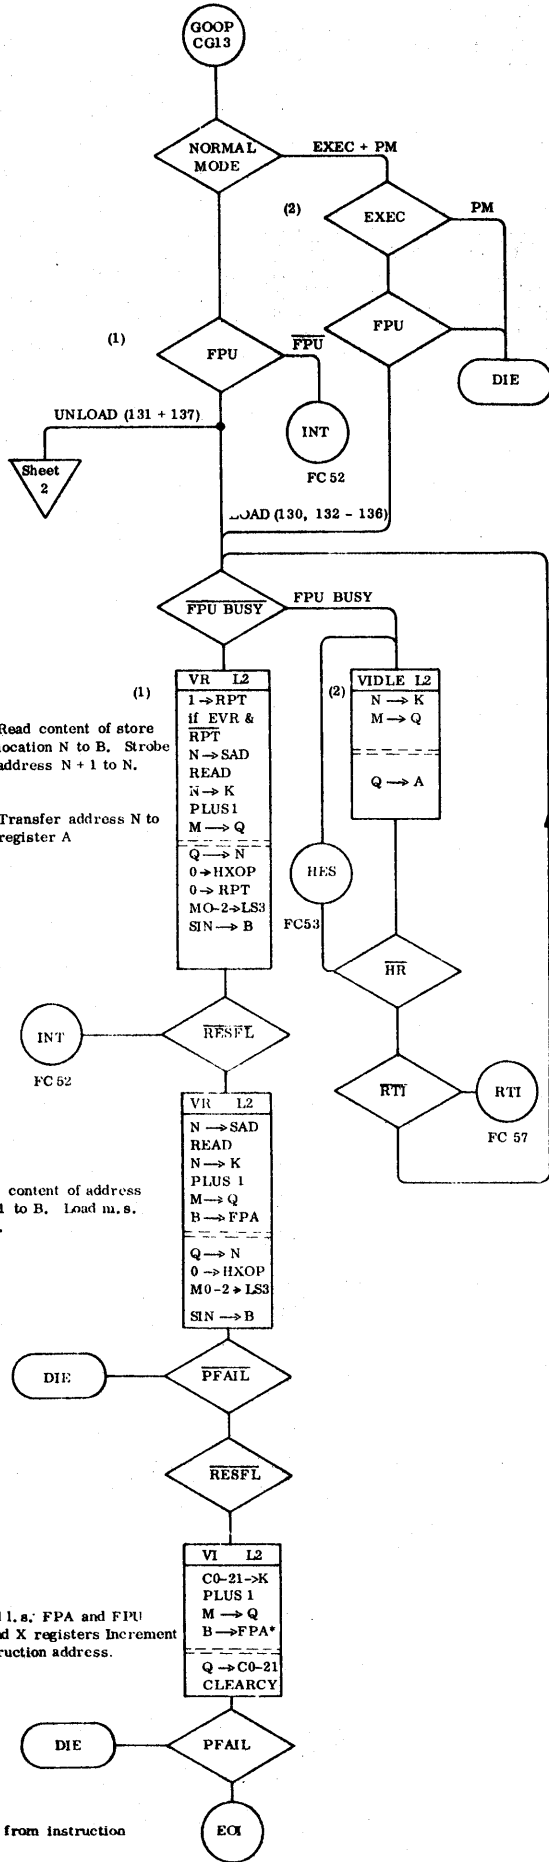 GOOP
CG13
NORMAL
MODE
EXEC + PM
(2)
EXEC
PM
(1)
FPU
FPU
FPU
DIE
INT
FC 52
UNLOAD (131 + 137)
Sheet
2
LOAD (130, 132 - 136)
FPU BUSY
FPU BUSY
(1)
VR L2
1 → RPT
if EVR &
RPT
N → SAD
READ
N → K
PLUS 1
M → Q
Q → N
0 → HXOP
0 → RPT
MO-2 → LS3
SIN → B
Read content of store
location N to B. Strobe
address N + 1 to N.
Transfer address N to
register A
(2)
VIDLE L2
N → K
M → Q
Q → A
HES
FC53
HR
RTI
RTI
FC 57
INT
FC 52
RESFL
VR L2
N → SAD
READ
N → K
PLUS 1
M → Q
B → FPA
Q → N
0 → HXOP
M0-2 → LS3
SIN → B
content of address
1 to B. Load m.s.
DIE
PFAIL
RESFL
VI L2
C0-21->K
PLUS 1
M → Q
B → FPA*
Q → C0-21
CLEARCY
l.s. FPA and FPU
X registers Increment
address.
DIE
PFAIL
EOI
from instruction